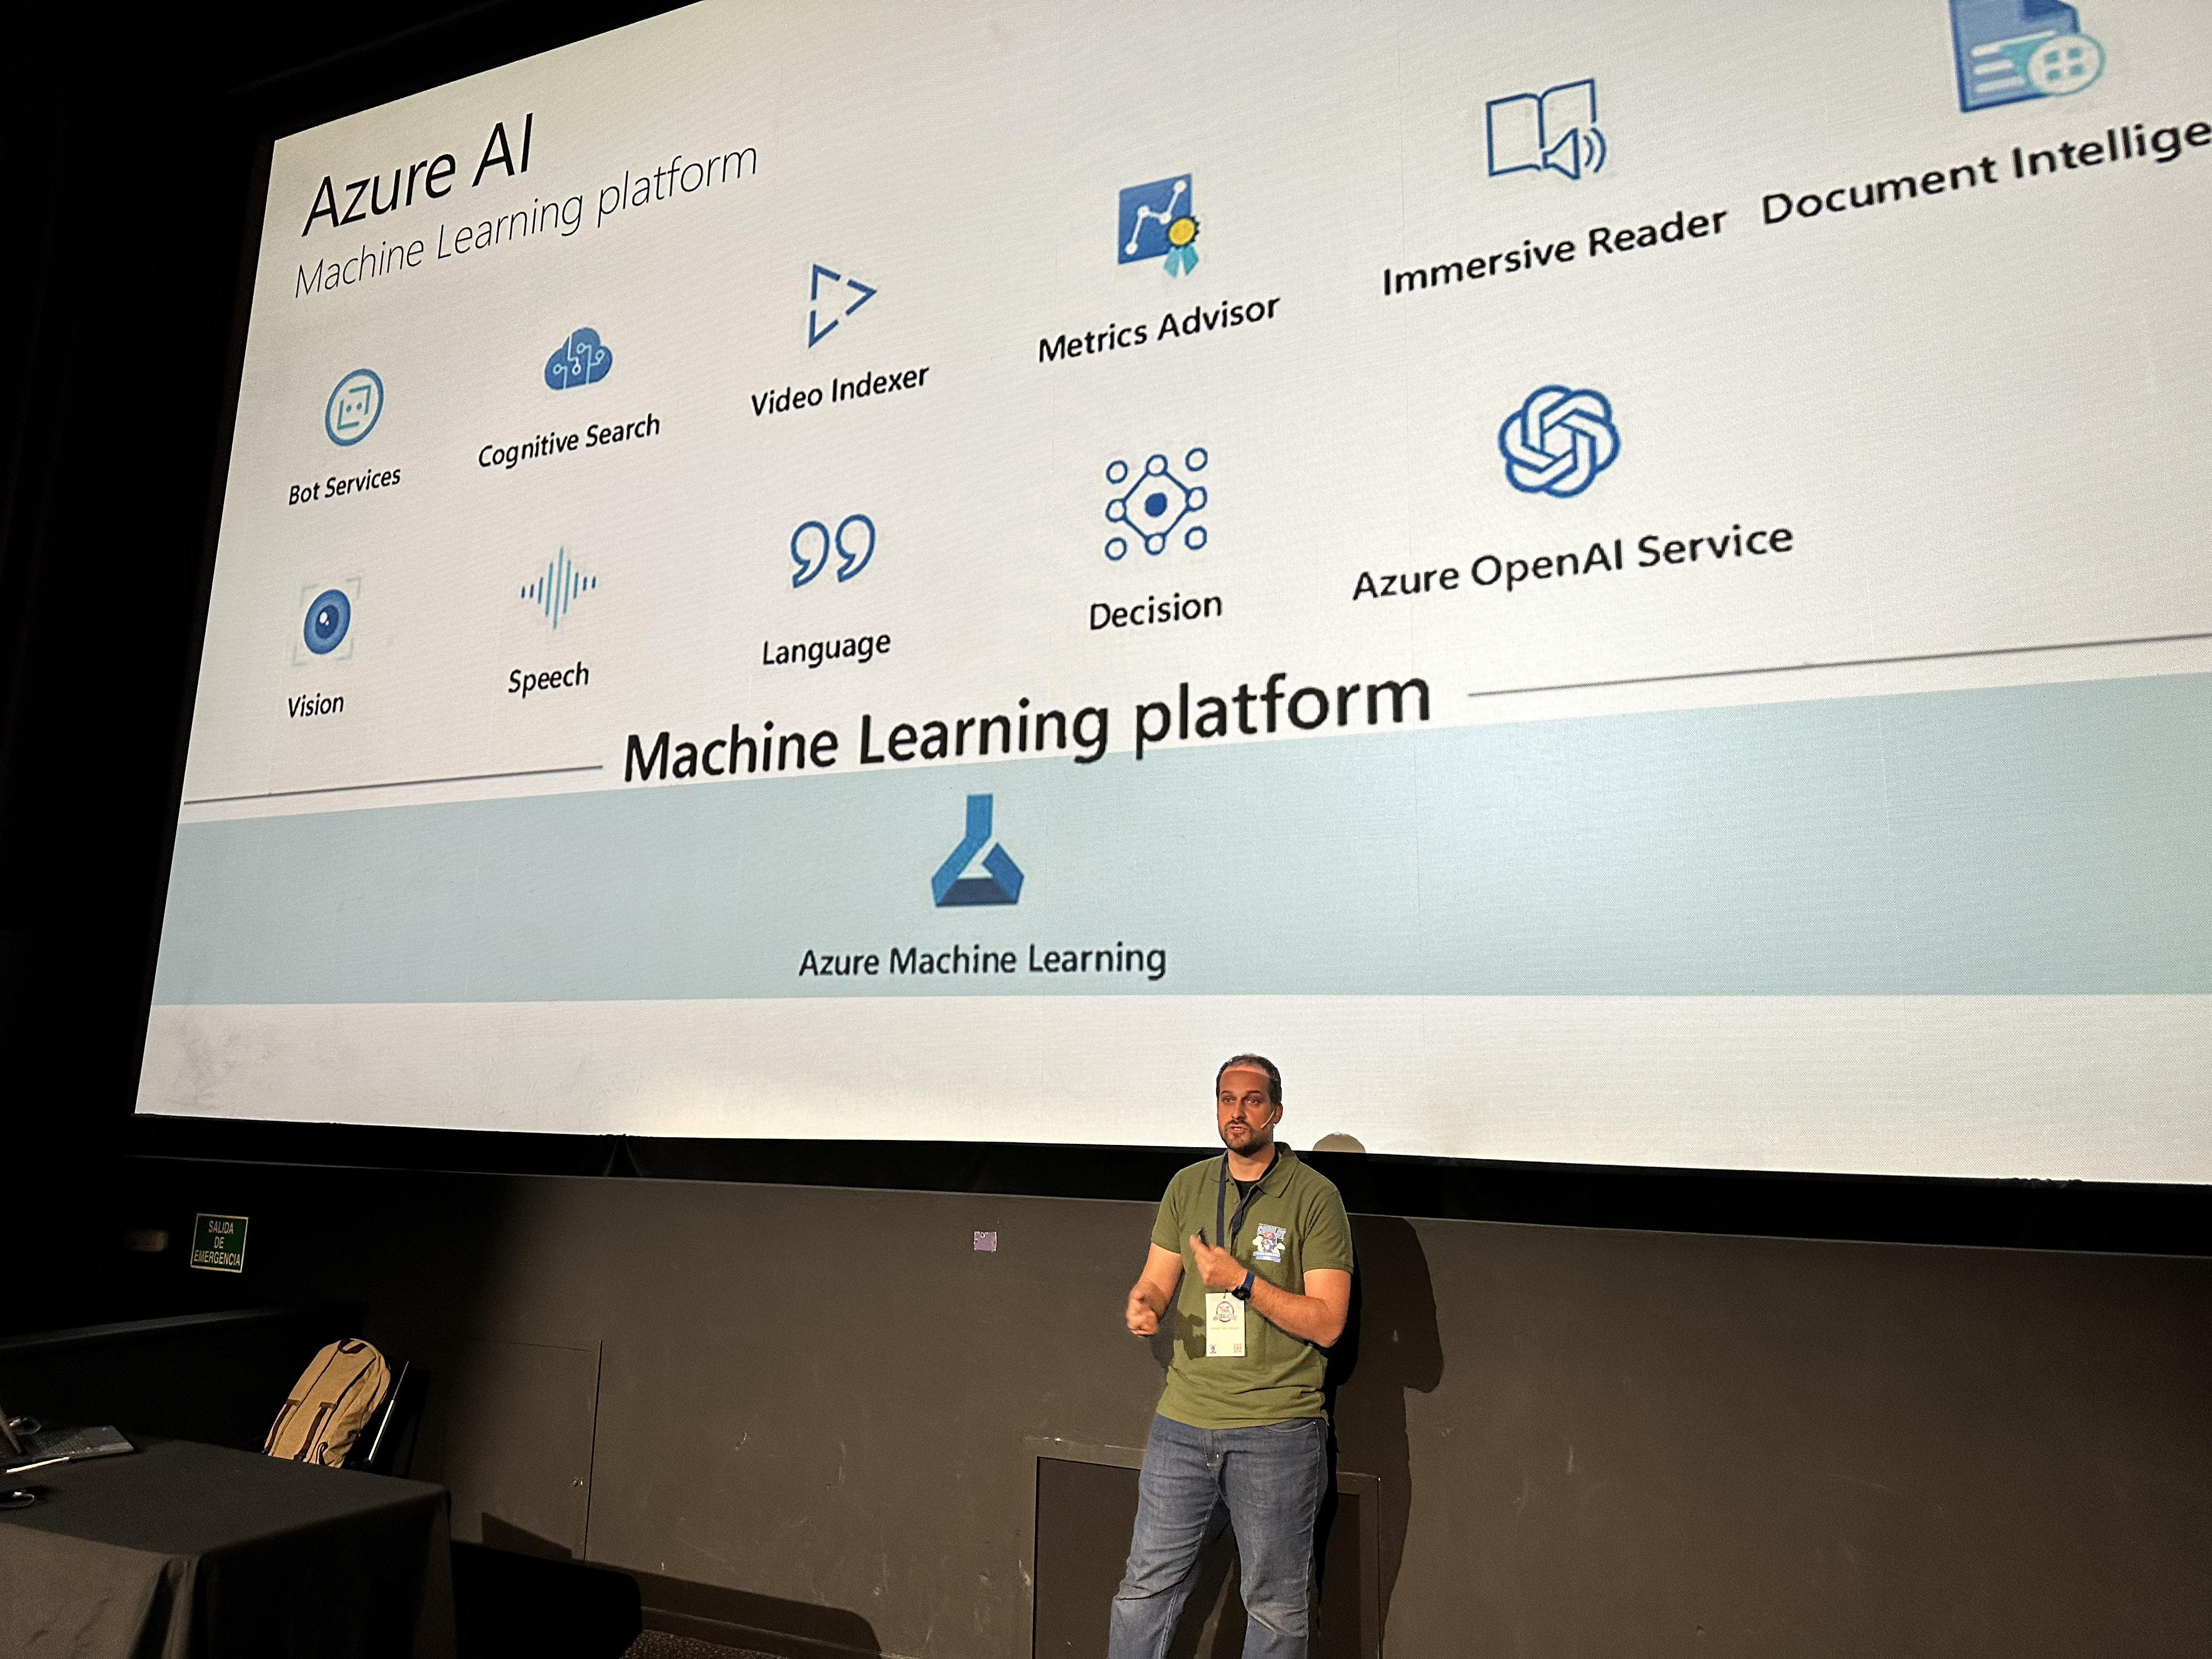 Azure AI
Machine Learning platform
Bot Services
Cognitive Search
Video Indexer
Metrics Advisor
Immersive Reader
Document Intellige
Vision
Speech
Language
Decision
Azure OpenAI Service
Machine Learning platform
Azure Machine Learning
SALIDA
DE
EMERGENCIA